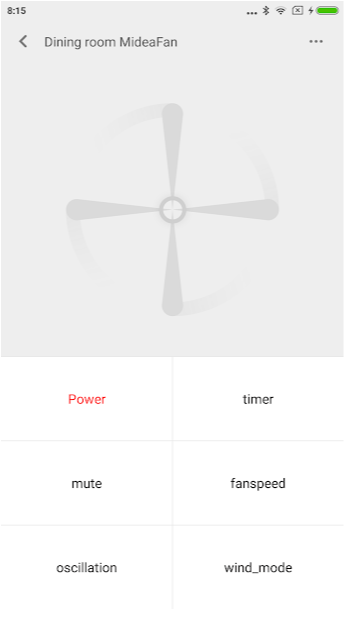 8:15
Dining room MideaFan
Power
timer
mute
fanspeed
oscillation
wind_mode